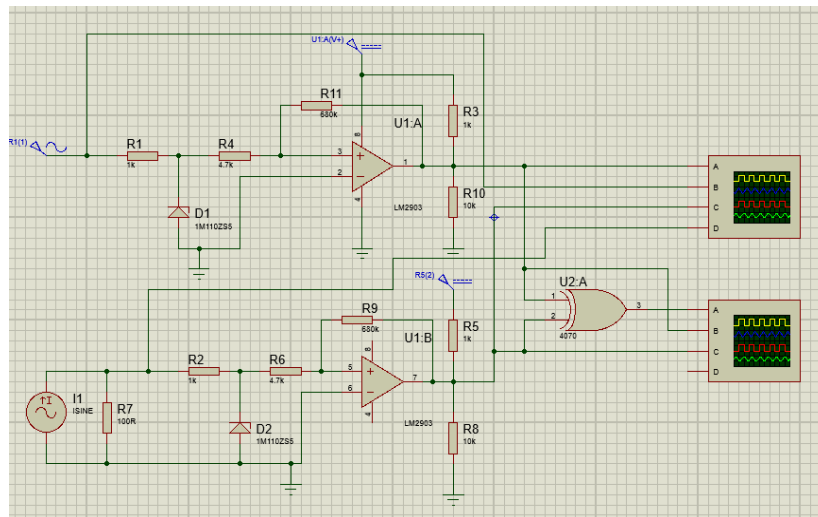 U1:A(V+)
R11
680k
R3
1k
U1:A
R1(1)
R1
1k
R4
4.7k
8
3
2
1
4
LM2903
R10
10k
D1
1M110ZS5
A
B
C
D
R5(2)
U2:A
1
2
3
4070
R9
680k
U1:B
R5
1k
A
B
C
D
I1
ISINE
R7
100R
R2
1k
R6
4.7k
8
5
6
7
4
LM2903
D2
1M110ZS5
R8
10k